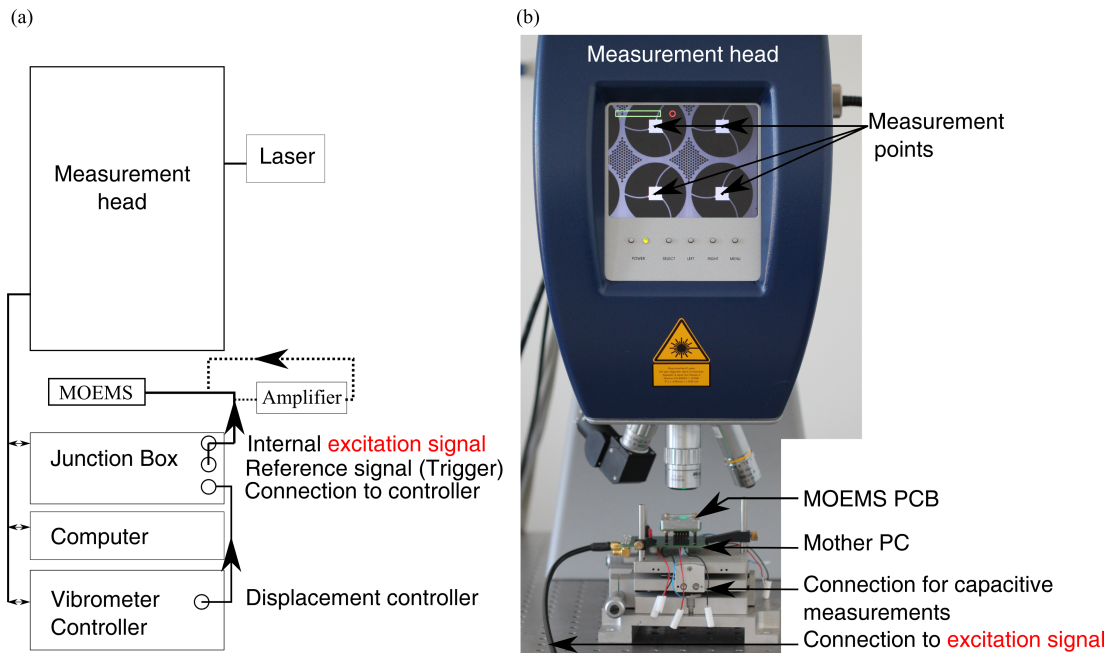 (a)
Measurement
head
Laser
MOEMS
Amplifier
Junction Box
Internal excitation signal
Reference signal (Trigger)
Connection to controller
Computer
Vibrometer
Controller
Displacement controller
(b)
Measurement head
Measurement
points
POWER SELECT LEFT RIGHT MENU
MOEMS PCB
Mother PC
Connection for capacitive
measurements
Connection to excitation signal